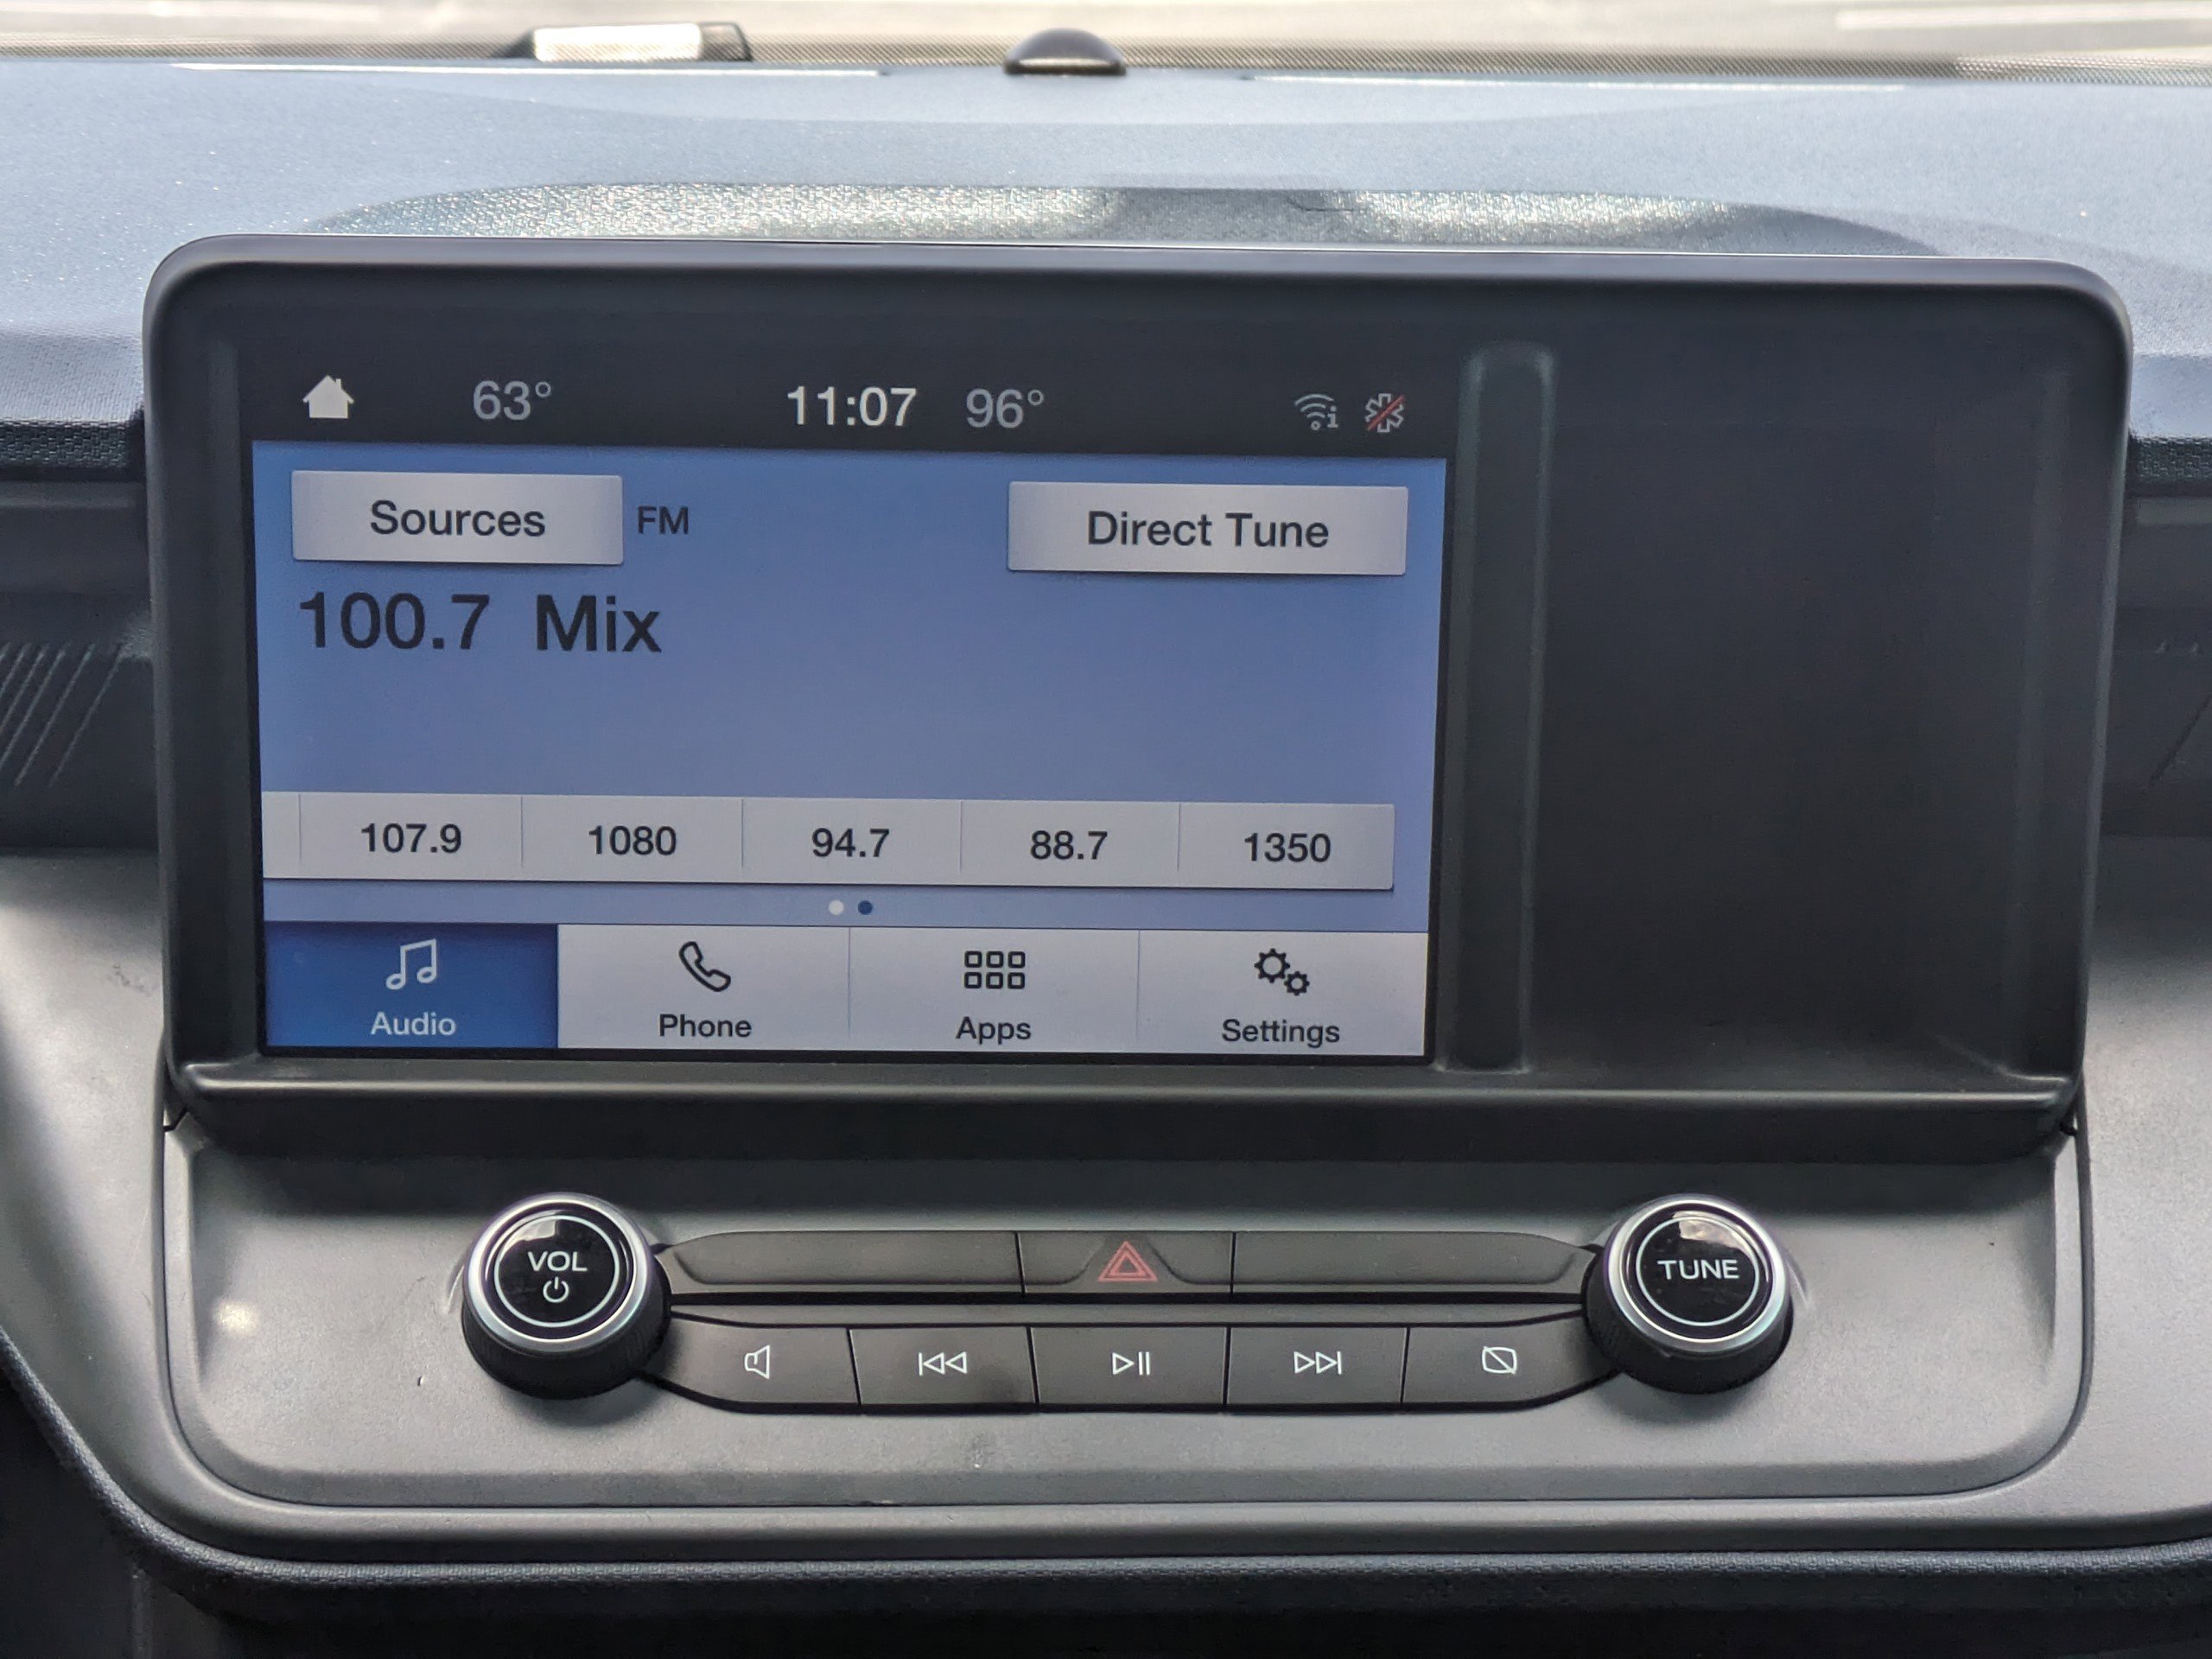 63° 11:07 96°
Sources FM Direct Tune
100.7 Mix
107.9 1080 94.7 88.7 1350
Audio Phone Apps Settings
VOL TUNE